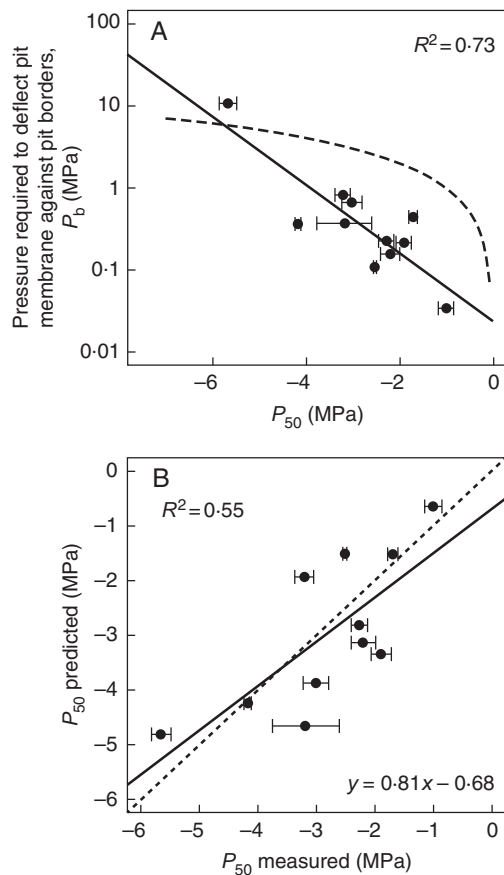 A
R² = 0·73
Pressure required to deflect pit
membrane against pit borders,
P_b (MPa)
100
10
1
0·1
0·01
−6
−4
−2
0
P₅₀ (MPa)
B
R² = 0·55
P₅₀ predicted (MPa)
0
−1
−2
−3
−4
−5
−6
y = 0·81x − 0·68
−6
−5
−4
−3
−2
−1
0
P₅₀ measured (MPa)